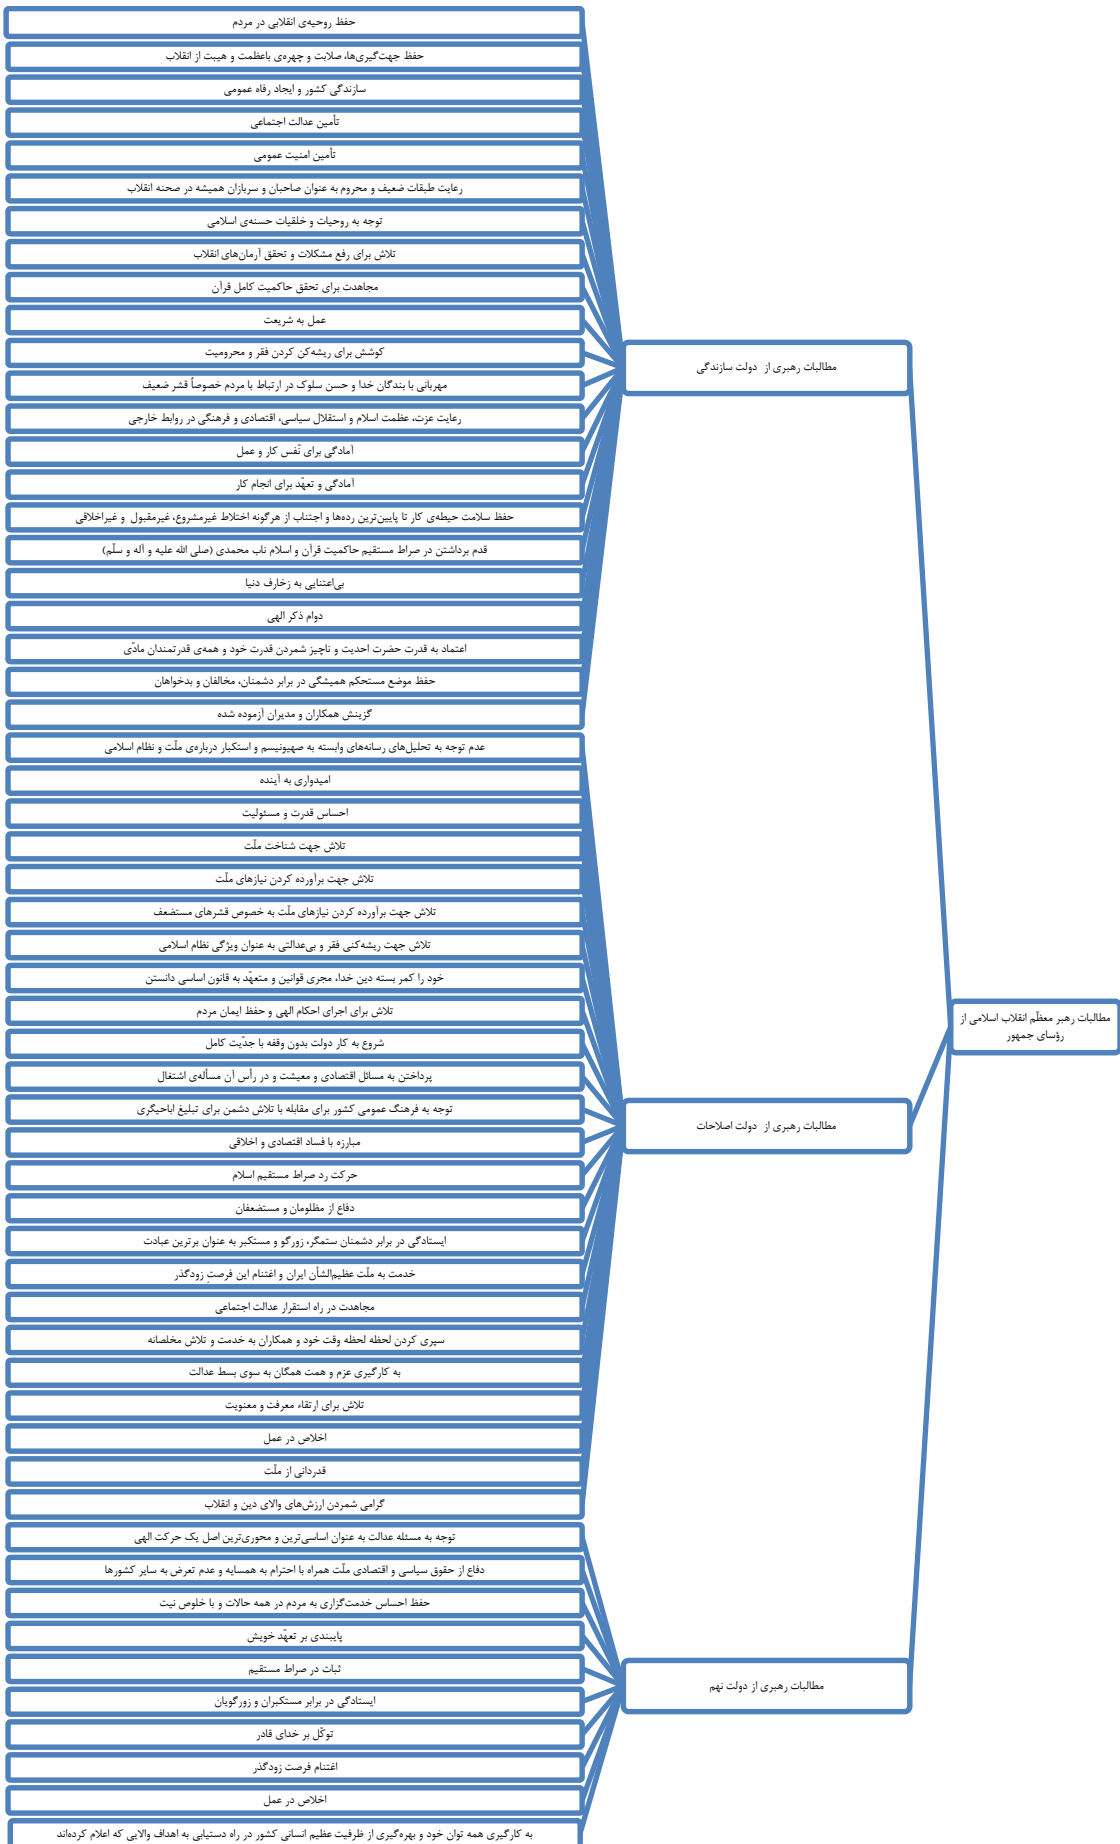 مطالبات رهبر معظّم انقلاب اسلامی از
رؤسای جمهور
مطالبات رهبری از دولت سازندگی
حفظ روحیه‌ی انقلابی در مردم
حفظ جهت‌گیری‌ها، صلابت و چهره‌ی باعظمت و هیبت از انقلاب
سازندگی کشور و ایجاد رفاه عمومی
تأمین عدالت اجتماعی
تأمین امنیت عمومی
رعایت طبقات ضعیف و محروم به عنوان صاحبان و سربازان همیشه در صحنه انقلاب
توجه به روحیات و خلقیات حسنه‌ی اسلامی
تلاش برای رفع مشکلات و تحقق آرمان‌های انقلاب
مجاهدت برای تحقق حاکمیت کامل قرآن
عمل به شریعت
کوشش برای ریشه‌کن کردن فقر و محرومیت
مهربانی با بندگان خدا و حسن سلوک در ارتباط با مردم خصوصاً قشر ضعیف
رعایت عزت، عظمت اسلام و استقلال سیاسی، اقتصادی و فرهنگی در روابط خارجی
آمادگی برای نّفس کار و عمل
آمادگی و تعهّد برای انجام کار
حفظ سلامت حیطه‌ی کار تا پایین‌ترین رده‌ها و اجتناب از هرگونه اختلاط غیرمشروع، غیرمقبول و غیراخلاقی
قدم برداشتن در صراط مستقیم حاکمیت قرآن و اسلام ناب محمدی (صلی الله علیه و آله و سلّم)
بی‌اعتنایی به زخارف دنیا
دوام ذکر الهی
اعتماد به قدرت حضرت احدیت و ناچیز شمردن قدرت خود و همه‌ی قدرتمندان مادّی
حفظ موضع مستحکم همیشگی در برابر دشمنان، مخالفان و بدخواهان
گزینش همکاران و مدیران آزموده شده
مطالبات رهبری از دولت اصلاحات
عدم توجه به تحلیل‌های رسانه‌های وابسته به صهیونیسم و استکبار درباره‌ی ملّت و نظام اسلامی
امیدواری به آینده
احساس قدرت و مسئولیت
تلاش جهت شناخت ملّت
تلاش جهت برآورده کردن نیازهای ملّت
تلاش جهت برآورده کردن نیازهای ملّت به خصوص قشرهای مستضعف
تلاش جهت ریشه‌کنی فقر و بی‌عدالتی به عنوان ویژگی نظام اسلامی
خود را کمر بسته دین خدا، مجری قوانین و متعهّد به قانون اساسی دانستن
تلاش برای اجرای احکام الهی و حفظ ایمان مردم
شروع به کار دولت بدون وقفه با جدّیت کامل
پرداختن به مسائل اقتصادی و معیشت و در رأس آن مسأله‌ی اشتغال
توجه به فرهنگ عمومی کشور برای مقابله با تلاش دشمن برای تبلیغ اباحیگری
مبارزه با فساد اقتصادی و اخلاقی
حرکت رد صراط مستقیم اسلام
دفاع از مظلومان و مستضعفان
ایستادگی در برابر دشمنان ستمگر، زورگو و مستکبر به عنوان برترین عبادت
خدمت به ملّت عظیم‌الشأن ایران و اغتنام این فرصتِ زودگذر
مجاهدت در راه استقرار عدالت اجتماعی
سپری کردن لحظه لحظه وقت خود و همکاران به خدمت و تلاش مخلصانه
به کارگیری عزم و همت همگان به سوی بسط عدالت
تلاش برای ارتقاء معرفت و معنویت
اخلاص در عمل
قدردانی از ملّت
گرامی شمردن ارزش‌های والای دین و انقلاب
مطالبات رهبری از دولت نهم
توجه به مسئله عدالت به عنوان اساسی‌ترین و محوری‌ترین اصل یک حرکت الهی
دفاع از حقوق سیاسی و اقتصادی ملّت همراه با احترام به همسایه و عدم تعرض به سایر کشورها
حفظ احساس خدمت‌گزاری به مردم در همه حالات و با خلوص نیت
پایبندی بر تعهّد خویش
ثبات در صراط مستقیم
ایستادگی در برابر مستکبران و زورگویان
توکّل بر خدای قادر
اغتنام فرصت زودگذر
اخلاص در عمل
به کارگیری همه توان خود و بهره‌گیری از ظرفیت عظیم انسانی کشور در راه دستیابی به اهداف والایی که اعلام کرده‌اند